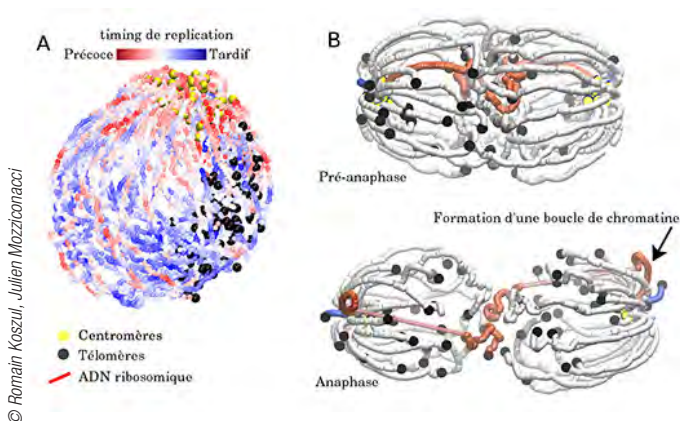 A
timing de replication
Précoce
Tardif
B
Pré-anaphase
Formation d'une boucle de chromatine
Centromères
Télomères
ADN ribosomique
Anaphase
© Romain Koszul, Julien Mozziconacci